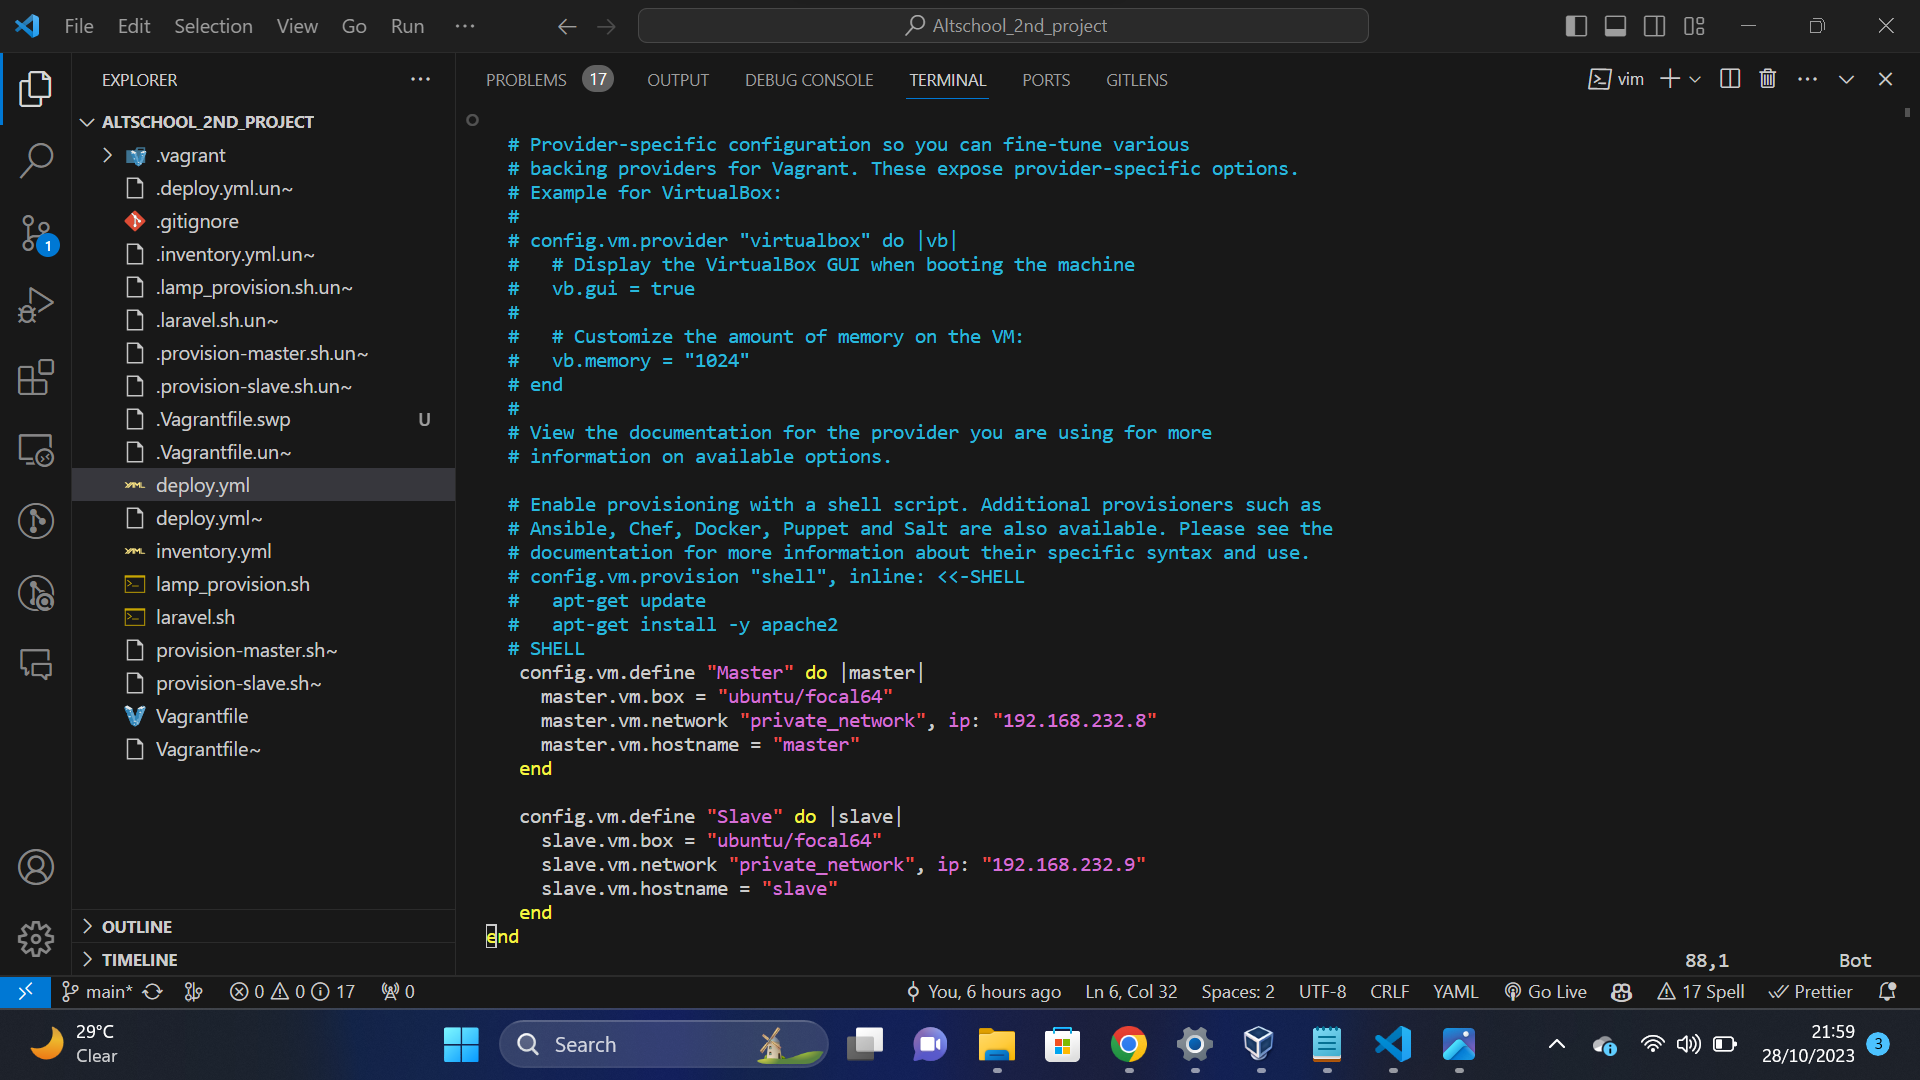 File Edit Selection View Go Run ··· Altschool_2nd_project
EXPLORER ···
ALTSCHOOL_2ND_PROJECT
.vagrant
.deploy.yml.un~
.gitignore
.inventory.yml.un~
.lamp_provision.sh.un~
.laravel.sh.un~
.provision-master.sh.un~
.provision-slave.sh.un~
.Vagrantfile.swp U
.Vagrantfile.un~
deploy.yml
deploy.yml~
inventory.yml
lamp_provision.sh
laravel.sh
provision-master.sh~
provision-slave.sh~
Vagrantfile
Vagrantfile~
OUTLINE
TIMELINE
1
PROBLEMS 17 OUTPUT DEBUG CONSOLE TERMINAL PORTS GITLENS vim
# Provider-specific configuration so you can fine-tune various
# backing providers for Vagrant. These expose provider-specific options.
# Example for VirtualBox:
#
# config.vm.provider "virtualbox" do |vb|
#   # Display the VirtualBox GUI when booting the machine
#   vb.gui = true
#
#   # Customize the amount of memory on the VM:
#   vb.memory = "1024"
# end
#
# View the documentation for the provider you are using for more
# information on available options.
# Enable provisioning with a shell script. Additional provisioners such as
# Ansible, Chef, Docker, Puppet and Salt are also available. Please see the
# documentation for more information about their specific syntax and use.
# config.vm.provision "shell", inline: <<-SHELL
#   apt-get update
#   apt-get install -y apache2
# SHELL
config.vm.define "Master" do |master|
master.vm.box = "ubuntu/focal64"
master.vm.network "private_network", ip: "192.168.232.8"
master.vm.hostname = "master"
end
config.vm.define "Slave" do |slave|
slave.vm.box = "ubuntu/focal64"
slave.vm.network "private_network", ip: "192.168.232.9"
slave.vm.hostname = "slave"
end
end
88,1 Bot
main* 0 0 17 0 You, 6 hours ago Ln 6, Col 32 Spaces: 2 UTF-8 CRLF YAML Go Live 17 Spell Prettier
29°C
Clear
Search
21:59
28/10/2023
3